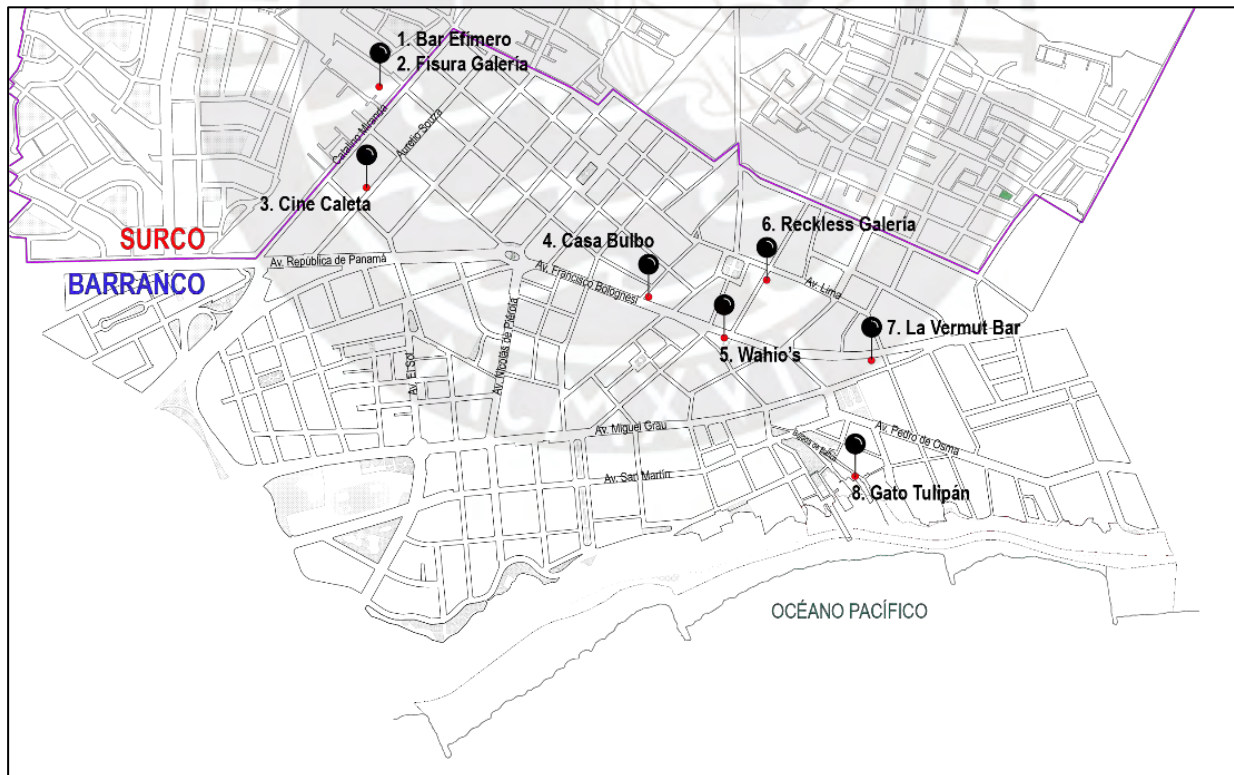 1. Bar Efímero
2. Fisura Galería
Catalino Miranda
Aurelio Souza
3. Cine Caleta
SURCO
BARRANCO
Av. República de Panamá
4. Casa Bulbo
6. Reckless Galería
Av. Francisco Bolognesi
Av. Lima
5. Wahio's
7. La Vermut Bar
Av. Nicolás de Piérola
Av. El Sol
Av. Miguel Grau
Av. Pedro de Osma
Av. San Martín
8. Gato Tulipán
OCÉANO PACÍFICO